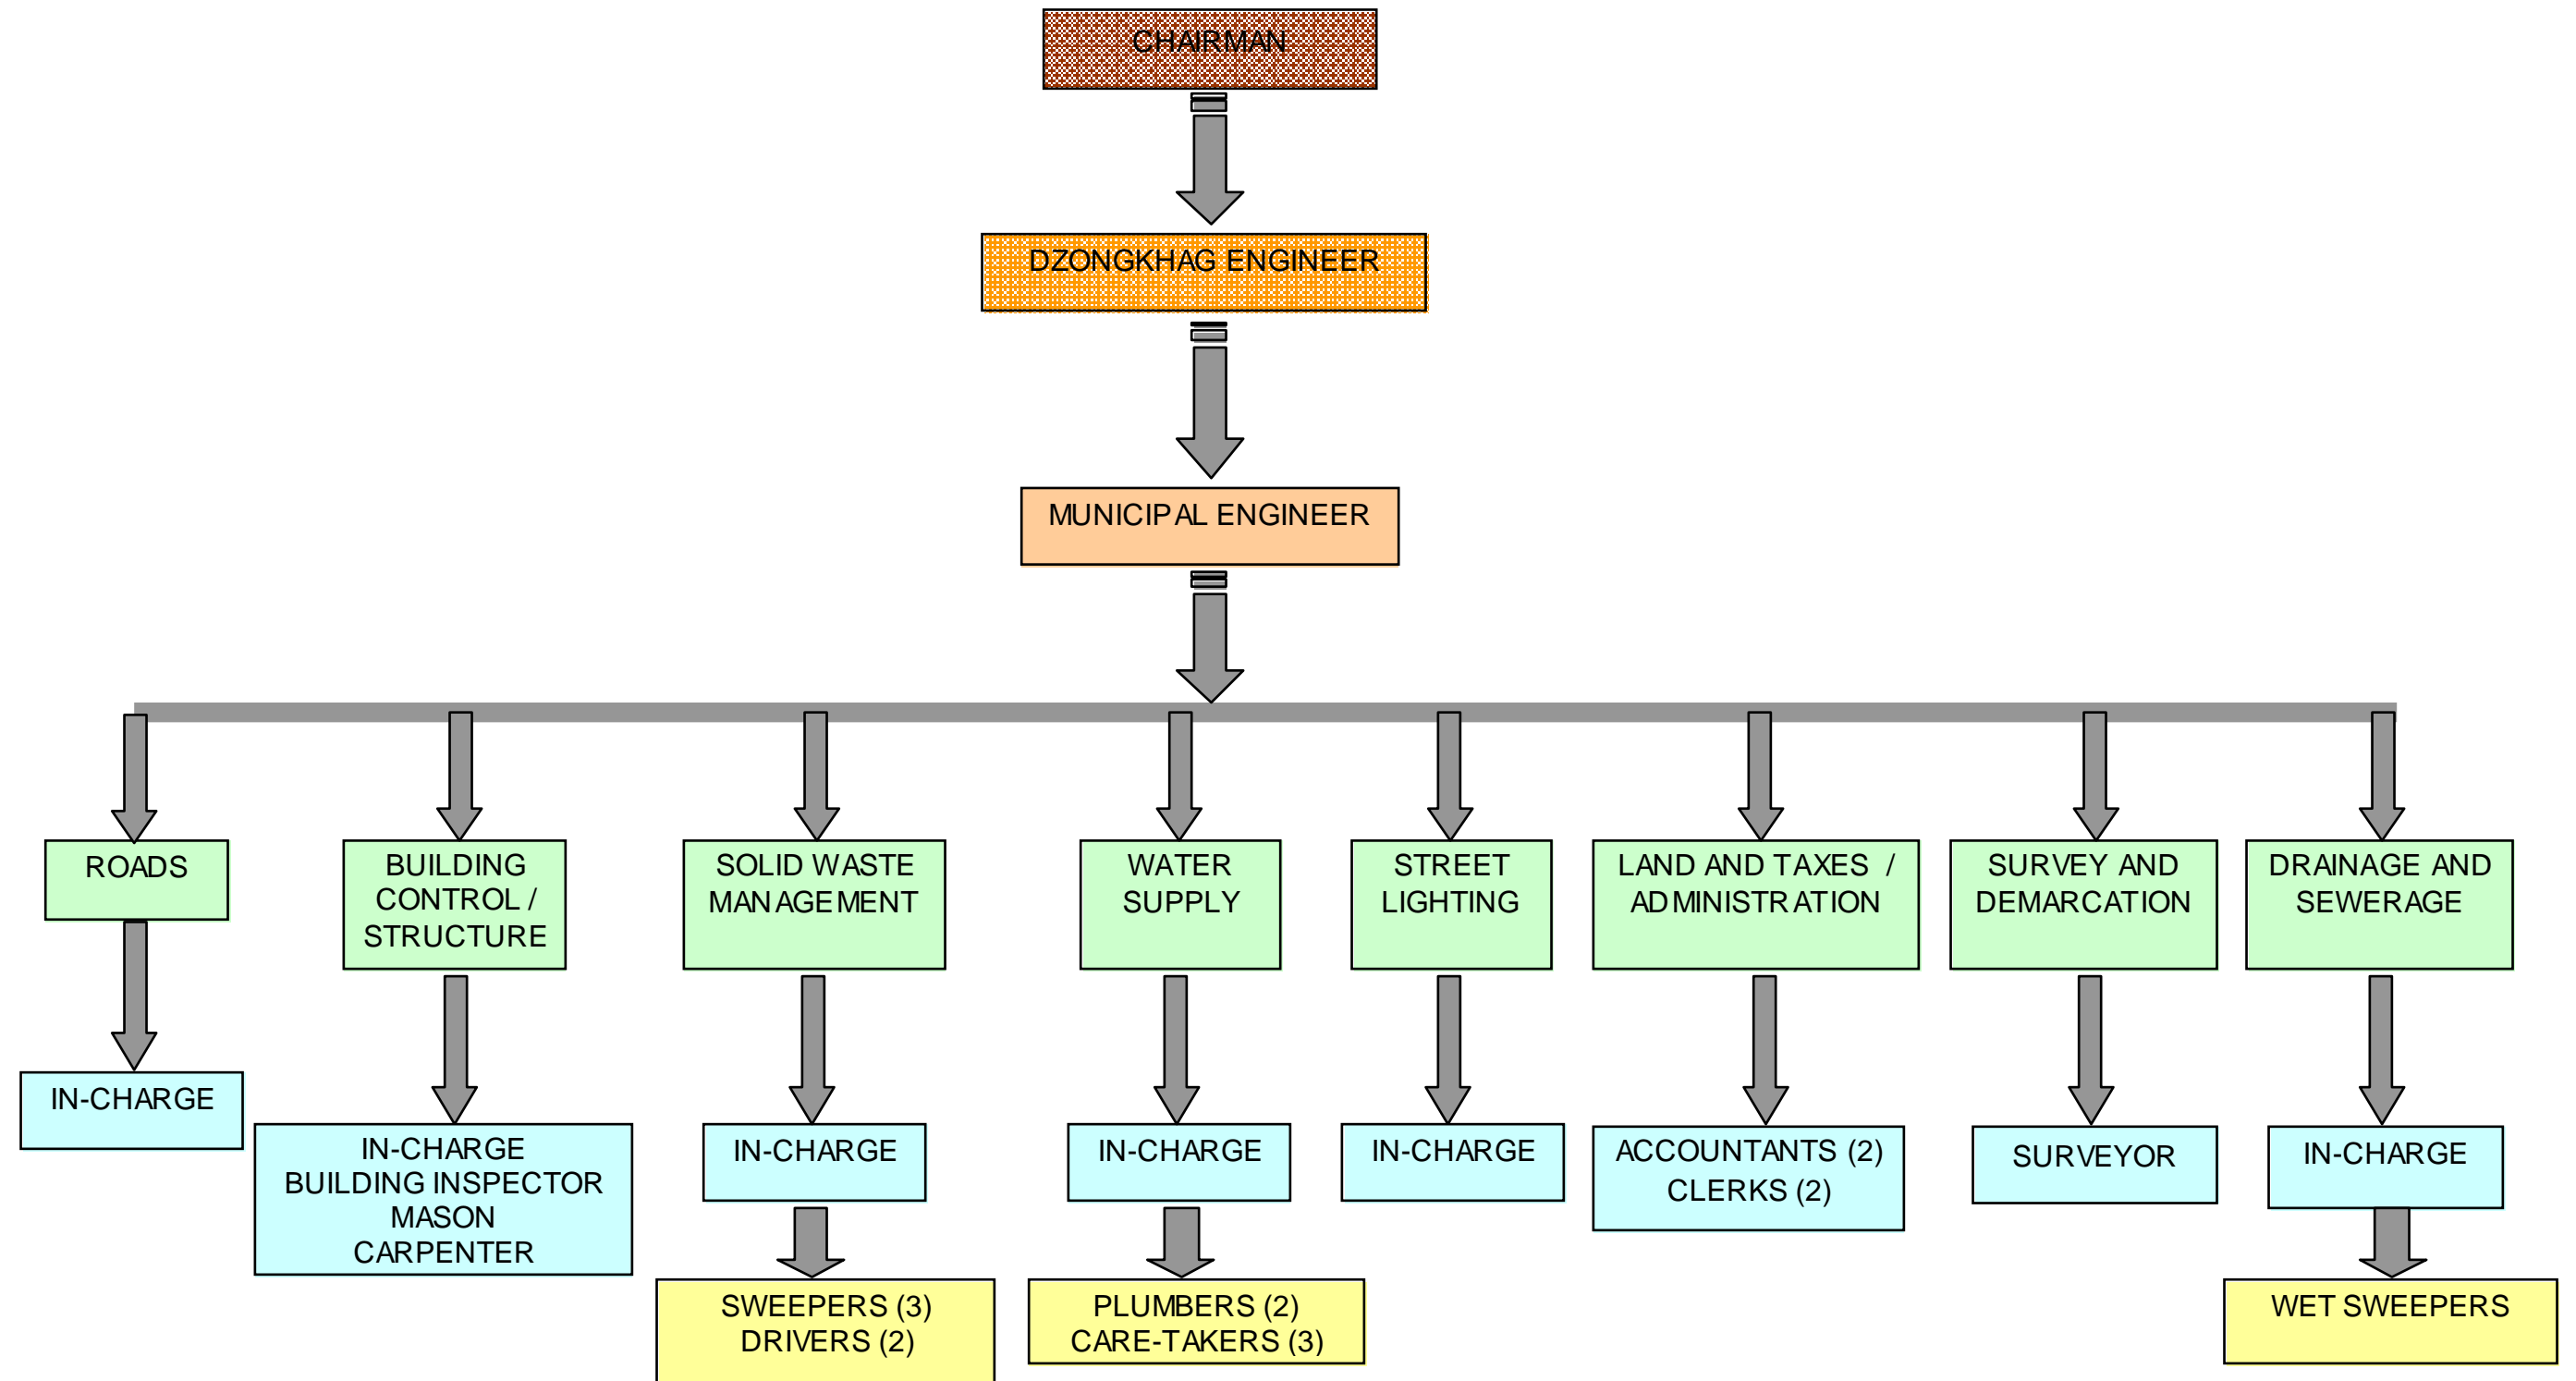 CHAIRMAN
DZONGKHAG ENGINEER
MUNICIPAL ENGINEER
ROADS
BUILDING
CONTROL /
STRUCTURE
SOLID WASTE
MANAGEMENT
WATER
SUPPLY
STREET
LIGHTING
LAND AND TAXES /
ADMINISTRATION
SURVEY AND
DEMARCATION
DRAINAGE AND
SEWERAGE
IN-CHARGE
IN-CHARGE
BUILDING INSPECTOR
MASON
CARPENTER
IN-CHARGE
IN-CHARGE
IN-CHARGE
ACCOUNTANTS (2)
CLERKS (2)
SURVEYOR
IN-CHARGE
SWEEPERS (3)
DRIVERS (2)
PLUMBERS (2)
CARE-TAKERS (3)
WET SWEEPERS